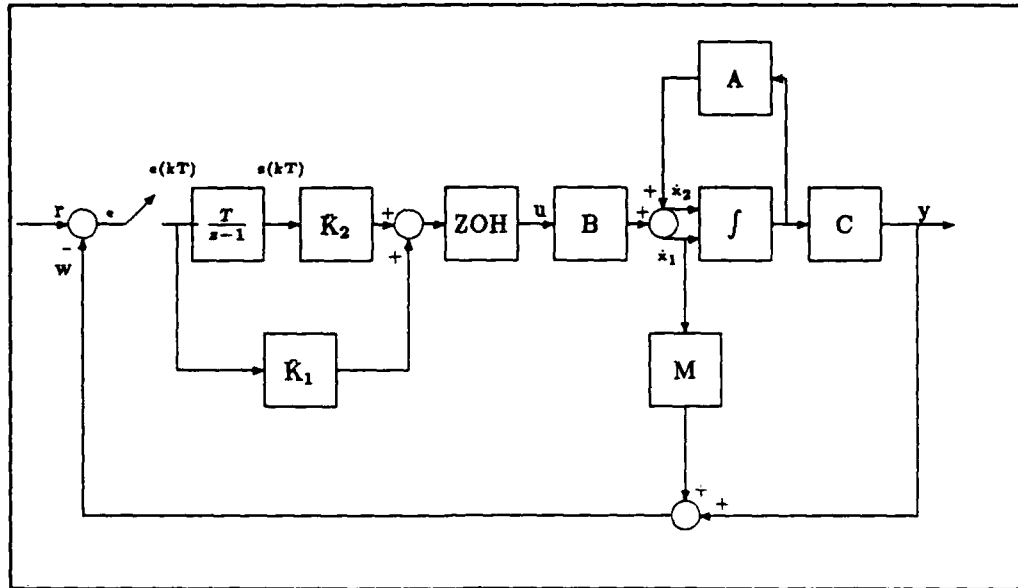 A
e(kT)
s(kT)
r
e
T
z-1
K̂₂
+
ZOH
u
B
+
+
ẋ₂
ẋ₁
∫
C
y
-
w
+
K̂₁
M
+
+